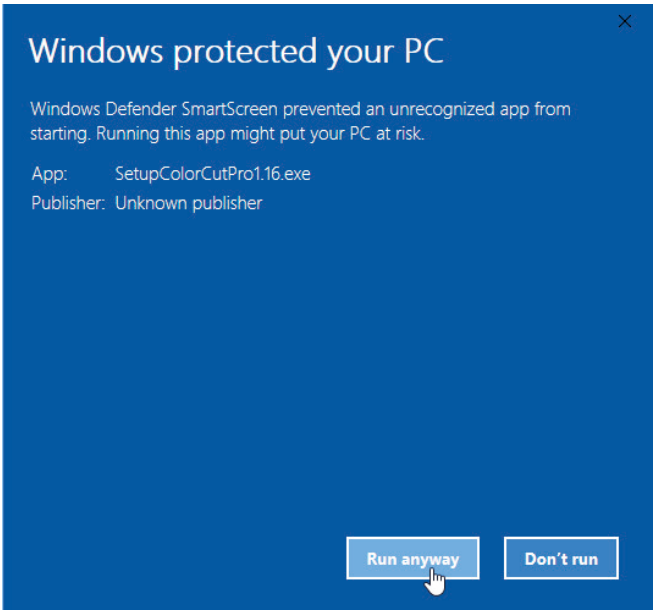 Windows protected your PC
Windows Defender SmartScreen prevented an unrecognized app from
starting. Running this app might put your PC at risk.
App: SetupColorCutPro1.16.exe
Publisher: Unknown publisher
Run anyway
Don't run